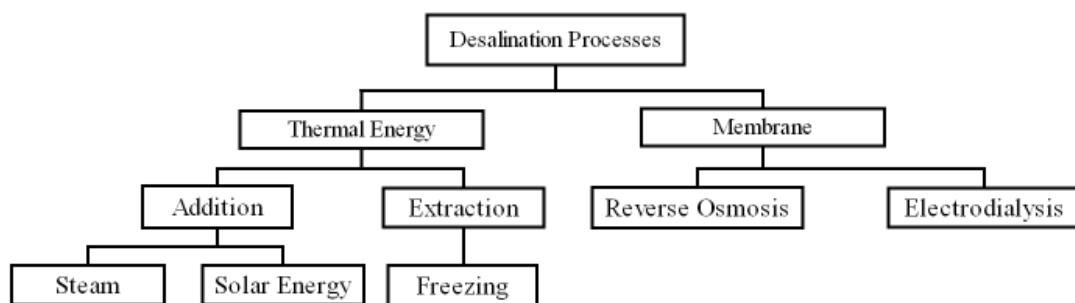 Desalination Processes
Thermal Energy
Membrane
Addition
Extraction
Reverse Osmosis
Electrodialysis
Steam
Solar Energy
Freezing